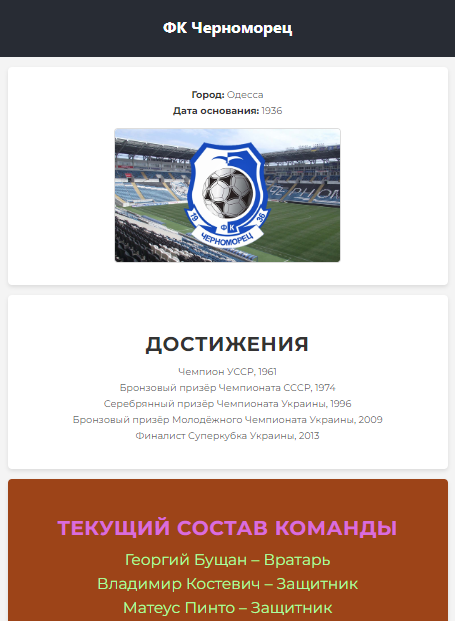 ФК Черноморец
Город: Одесса
Дата основания: 1936
19 ФК 36
ЧЕРНОМОРЕЦ
ДОСТИЖЕНИЯ
Чемпион УССР, 1961
Бронзовый призёр Чемпионата СССР, 1974
Серебрянный призёр Чемпионата Украины, 1996
Бронзовый призёр Молодёжного Чемпионата Украины, 2009
Финалист Суперкубка Украины, 2013
ТЕКУЩИЙ СОСТАВ КОМАНДЫ
Георгий Бущан – Вратарь
Владимир Костевич – Защитник
Матеус Пинто – Защитник